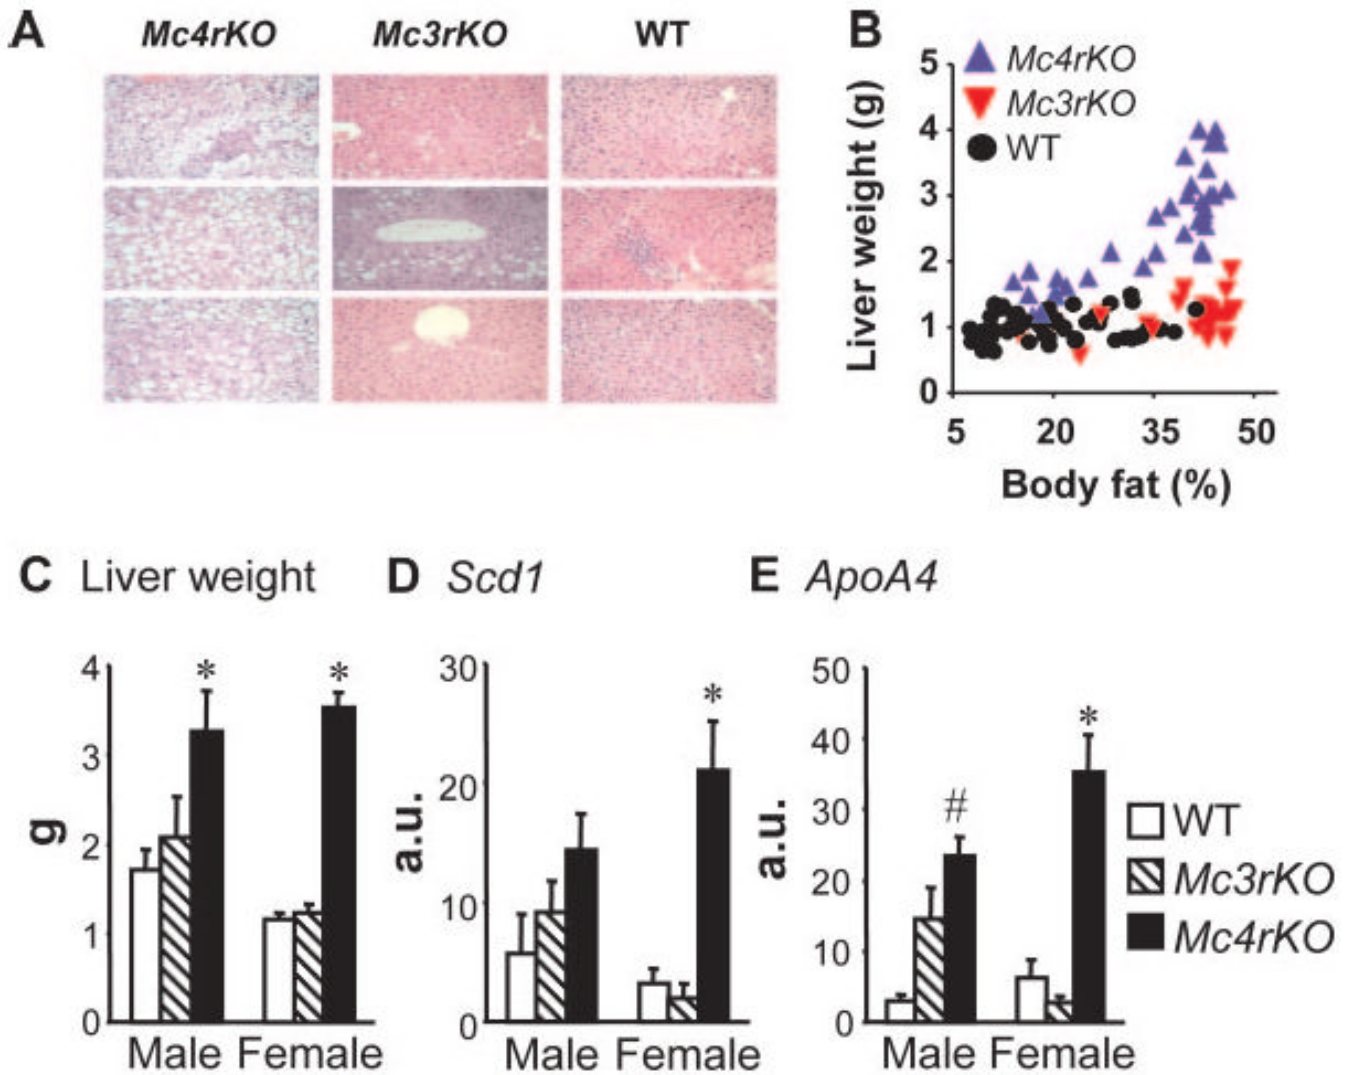 A
Mc4rKO
Mc3rKO
WT
B
Mc4rKO
Mc3rKO
WT
Liver weight (g)
5
4
3
2
1
0
5
20
35
50
Body fat (%)
C Liver weight
g
4
3
2
1
0
*
*
Male Female
D Scd1
a.u.
30
20
10
0
*
Male Female
E ApoA4
a.u.
50
40
30
20
10
0
#
*
Male Female
WT
Mc3rKO
Mc4rKO